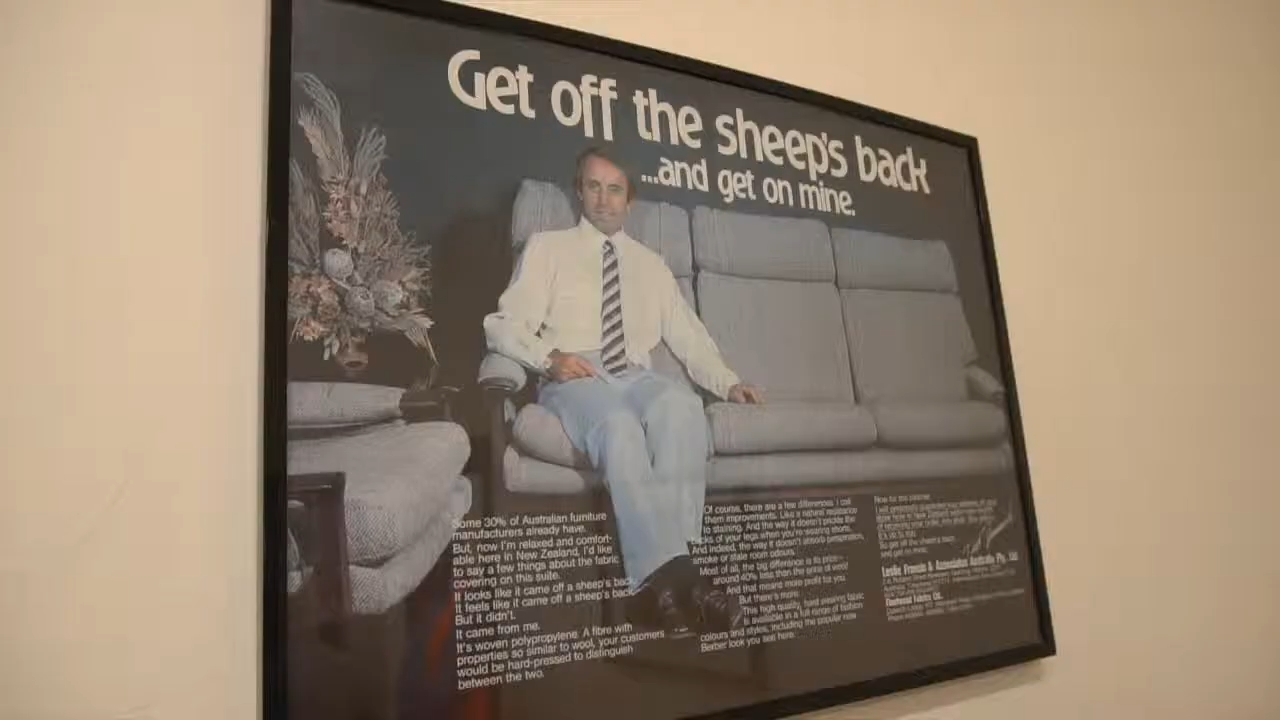 Get off the sheep's back
...and get on mine.
Some 30% of Australian furniture
manufacturers already have.
But, now I'm relaxed and comfort-
able here in New Zealand, I'd like
to say a few things about the fabric
covering on this suite.
It looks like it came off a sheep's back.
It feels like it came off a sheep's back.
But it didn't.
It came from me.
It's woven polypropylene. A fibre with
properties so similar to wool, your customers
would be hard-pressed to distinguish
between the two.
Of course, there are a few differences. I call
them improvements. Like a natural resistance
to staining. And the way it doesn't prickle the
backs of your legs when you're wearing shorts.
And indeed, the way it doesn't absorb perspiration,
smoke or stale room odours.
Most of all, the big difference is its price—
around 40% less than the price of wool!
And that means more profit for you.
But there's more.
This high quality, hard wearing fabric
is available in a full range of fashion
colours and styles, including the popular new
Berber look you see here.
Now for the
So get off the sheep's back
and get on mine.
Leslie Francis & Associates Australia Pty. Ltd.
Fabrics Ltd.